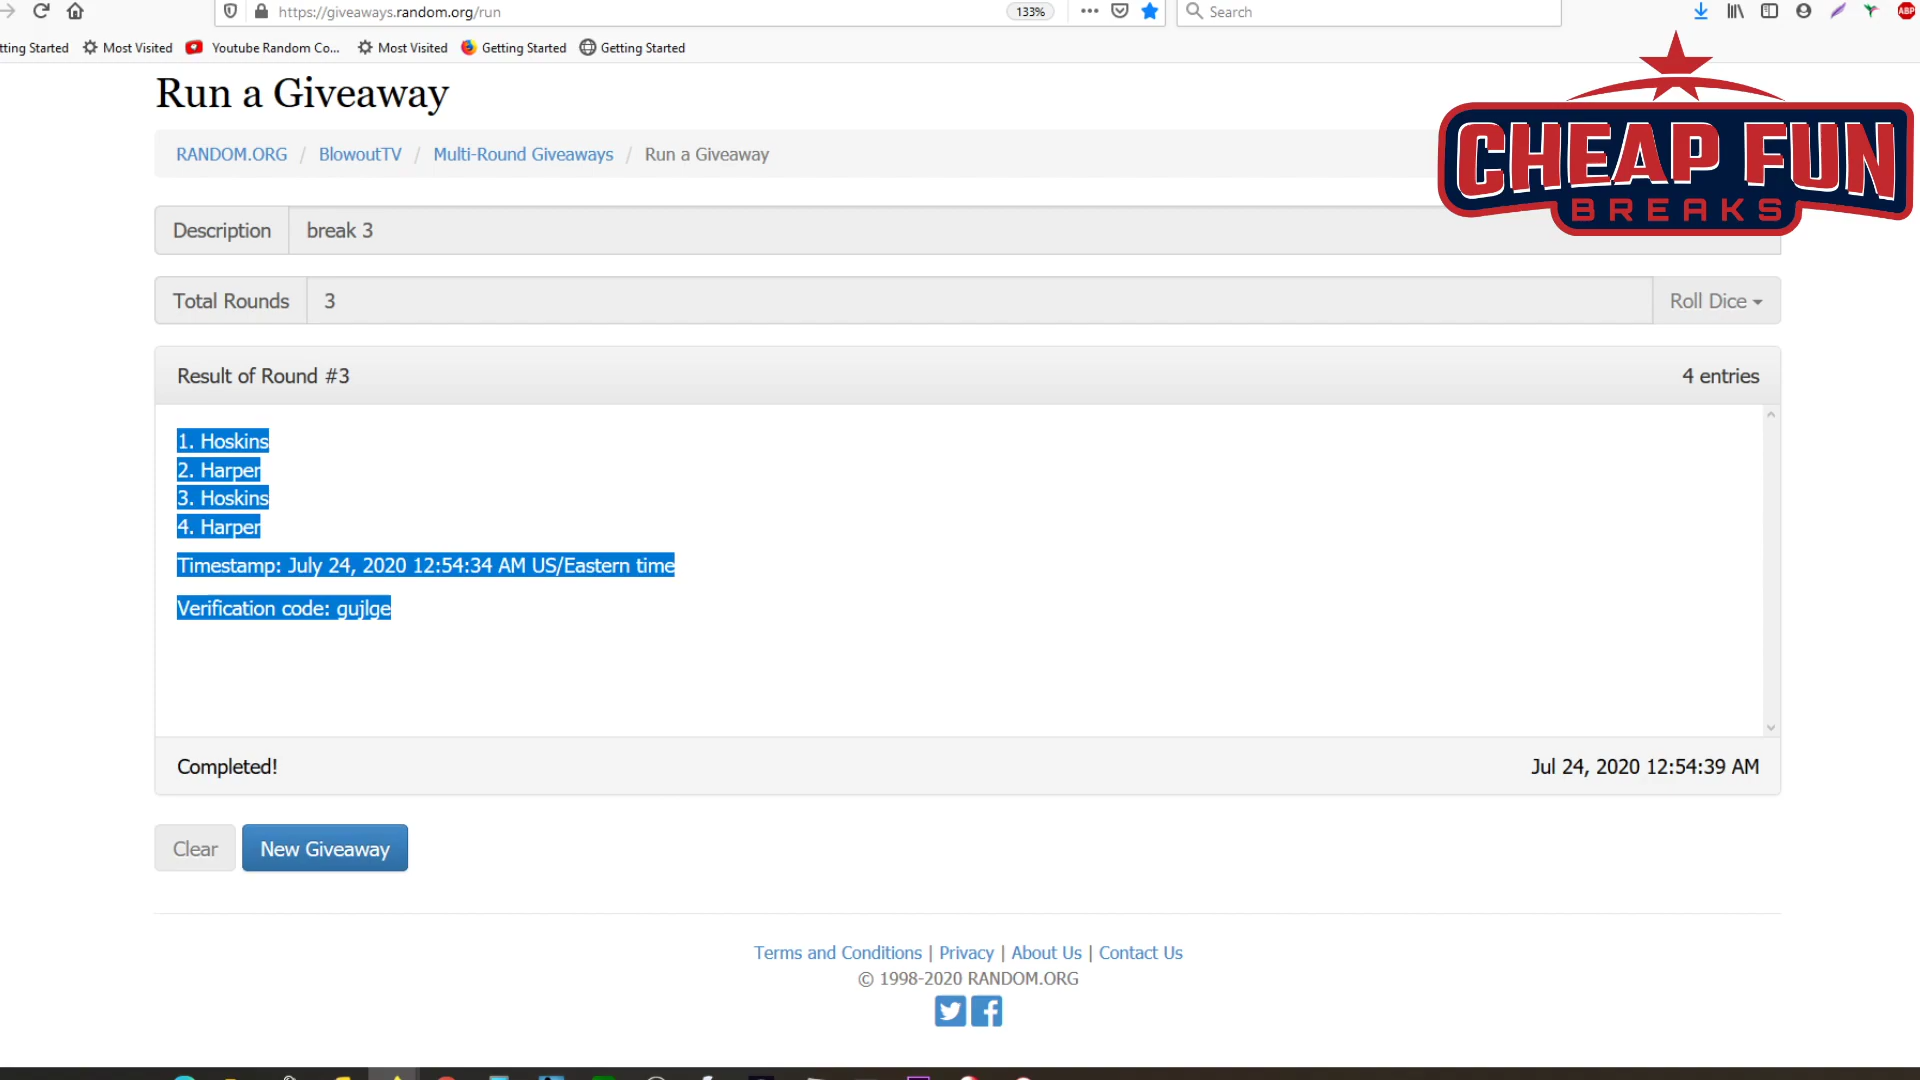 https://giveaways.random.org/run
133%
Search
ABP
tting Started
Most Visited
Youtube Random Co...
Most Visited
Getting Started
Getting Started
Run a Giveaway
CHEAP FUN
BREAKS
RANDOM.ORG / BlowoutTV / Multi-Round Giveaways / Run a Giveaway
Description break 3
Total Rounds 3 Roll Dice
Result of Round #3 4 entries
1. Hoskins
2. Harper
3. Hoskins
4. Harper
Timestamp: July 24, 2020 12:54:34 AM US/Eastern time
Verification code: gujlge
Completed! Jul 24, 2020 12:54:39 AM
Clear New Giveaway
Terms and Conditions | Privacy | About Us | Contact Us
© 1998-2020 RANDOM.ORG